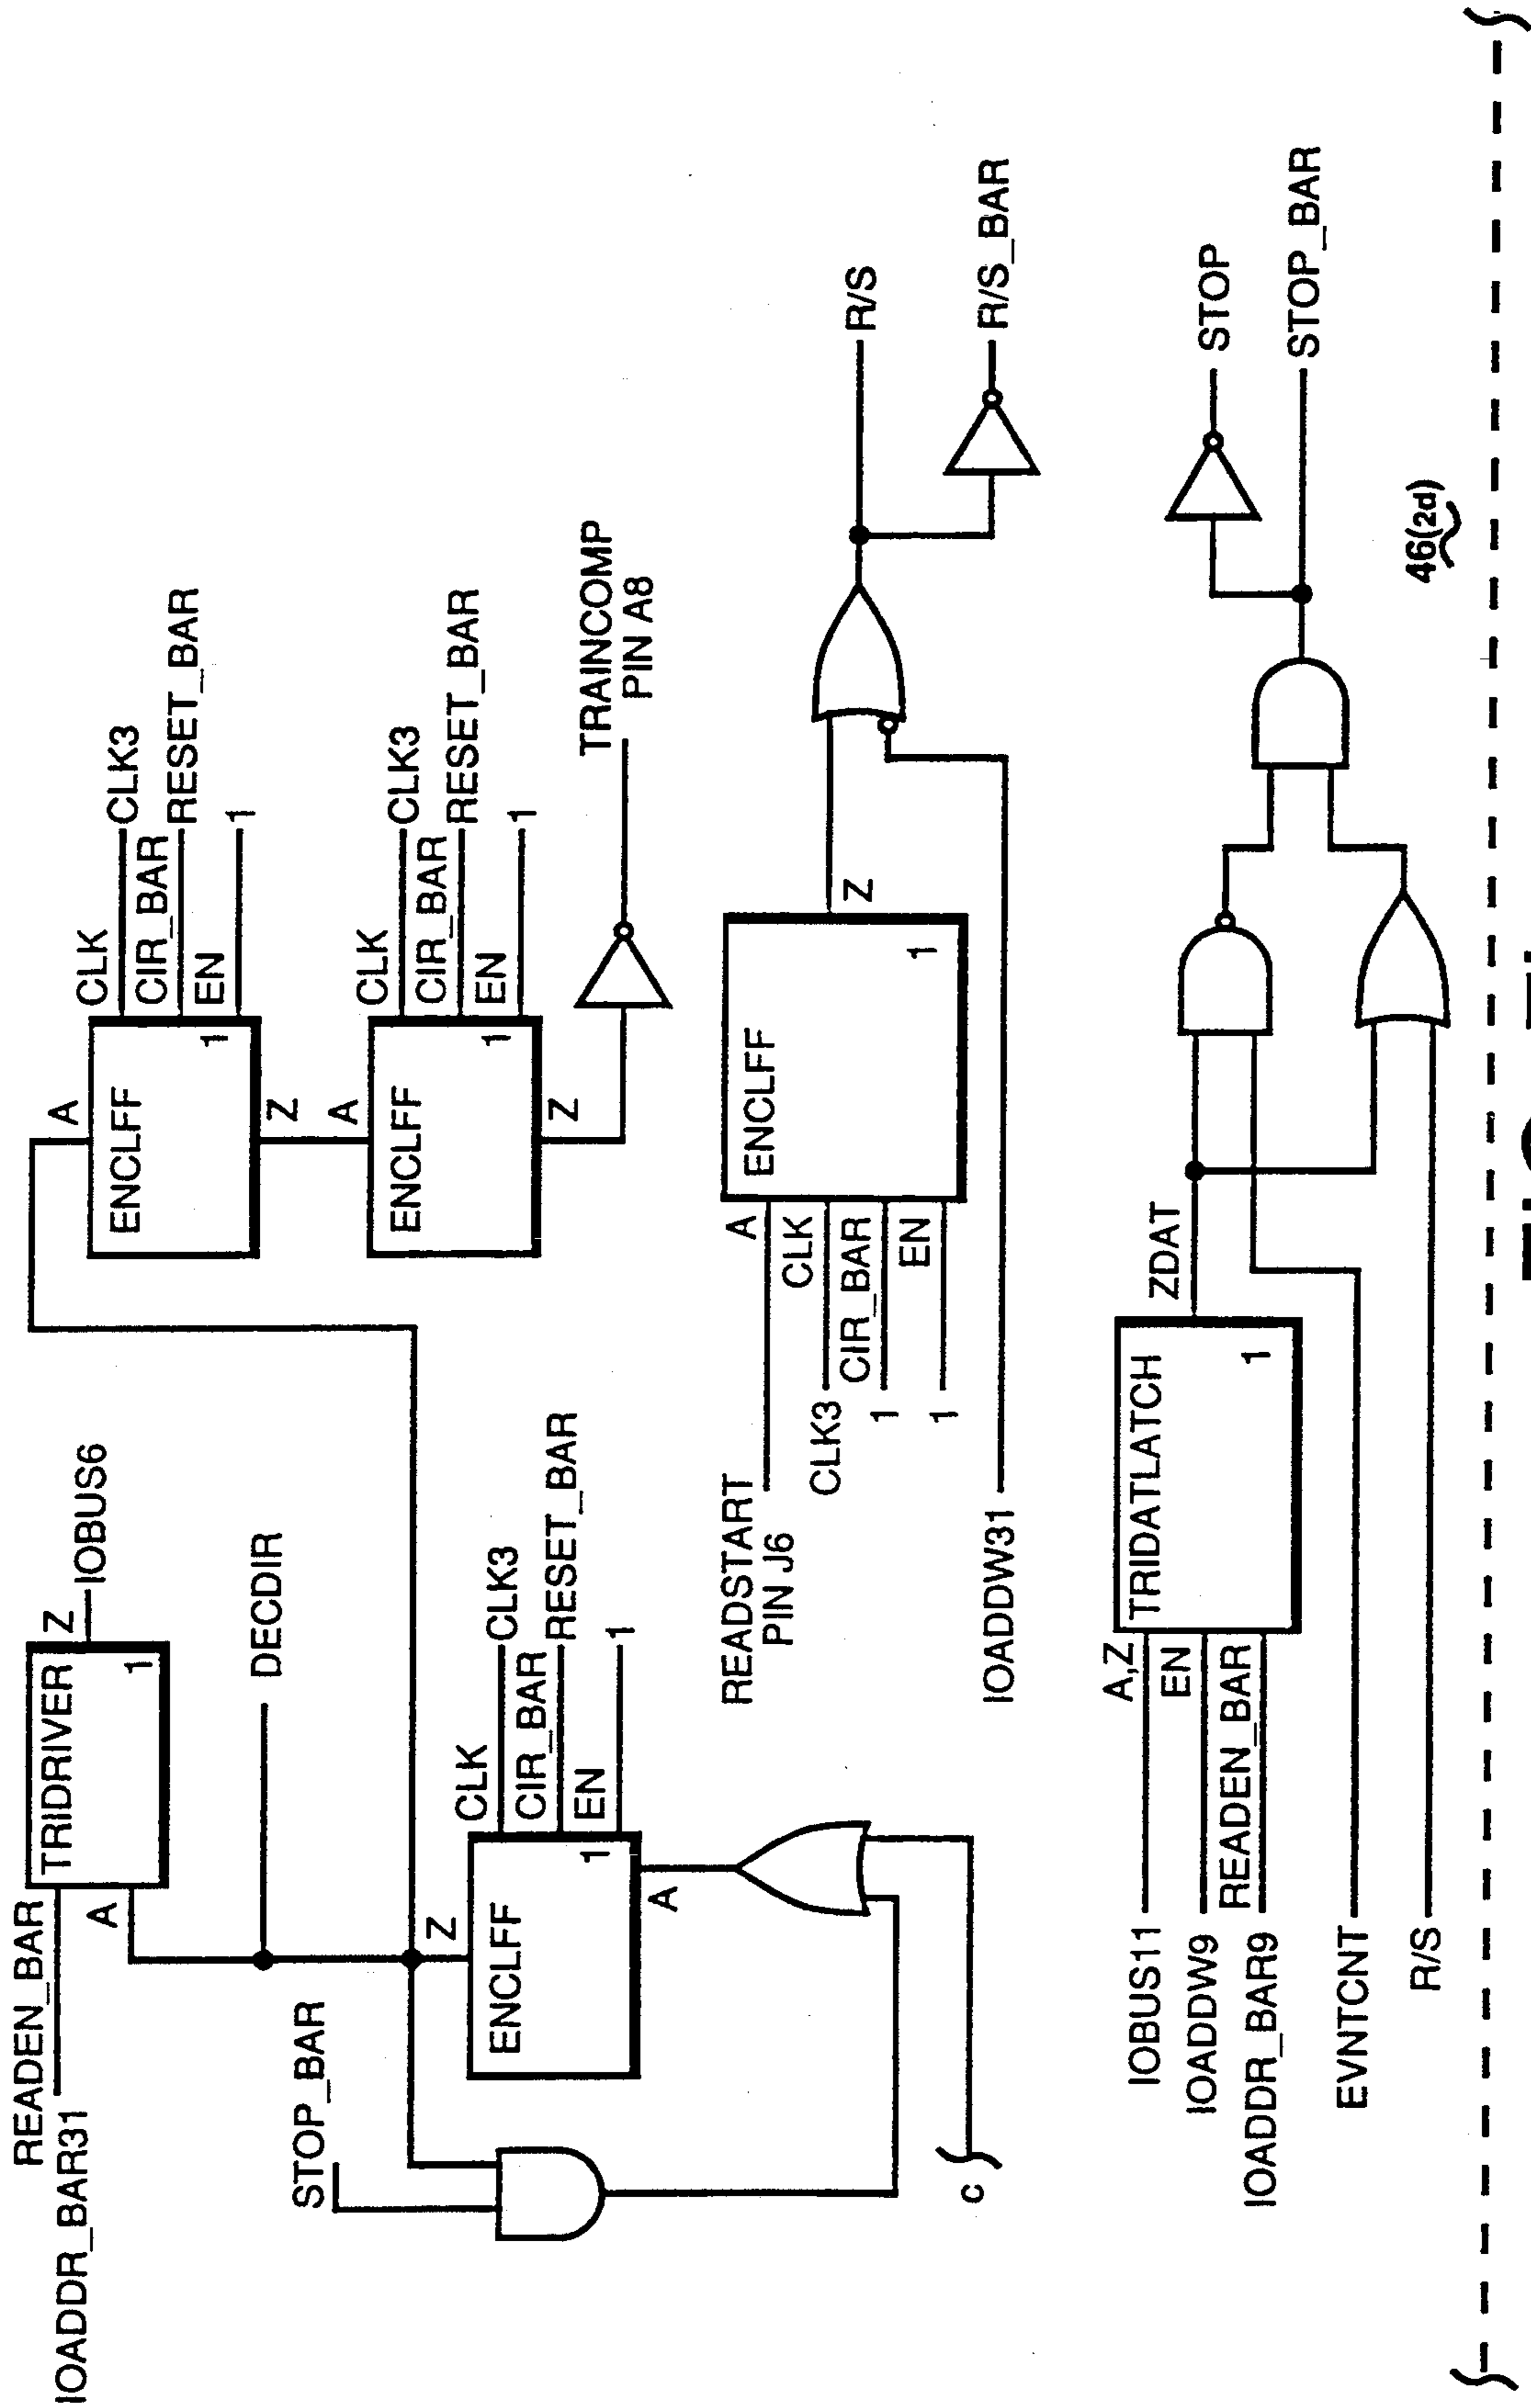 READEN_BAR
IOADDR_BAR31
TRIDRIVER
A
1
Z
IOBUS6
DECDIR
STOP_BAR
Z
ENCLFF
1
A
CLK
CLK3
CIR_BAR
RESET_BAR
EN
1
C
A
ENCLFF
1
Z
CLK
CLK3
CIR_BAR
RESET_BAR
EN
1
A
ENCLFF
1
Z
CLK
CLK3
CIR_BAR
RESET_BAR
EN
1
TRAINCOMP
PIN A8
READSTART
PIN J6
A
CLK3
CLK
1
CIR_BAR
1
EN
ENCLFF
1
Z
IOADDW31
R/S
R/S_BAR
IOBUS11
A,Z
IOADDW9
EN
IOADDR_BAR9
READEN_BAR
TRIDATLATCH
1
ZDAT
EVNTCNT
R/S
STOP
STOP_BAR
46(2d)